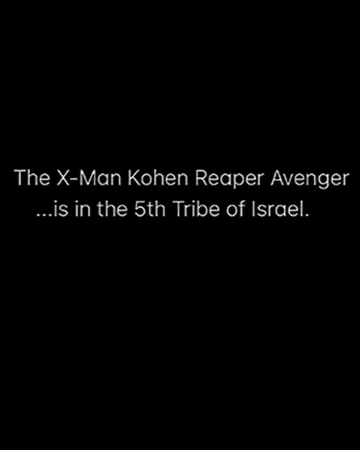 The X-Man Kohen Reaper Avenger
...is in the 5th Tribe of Israel.